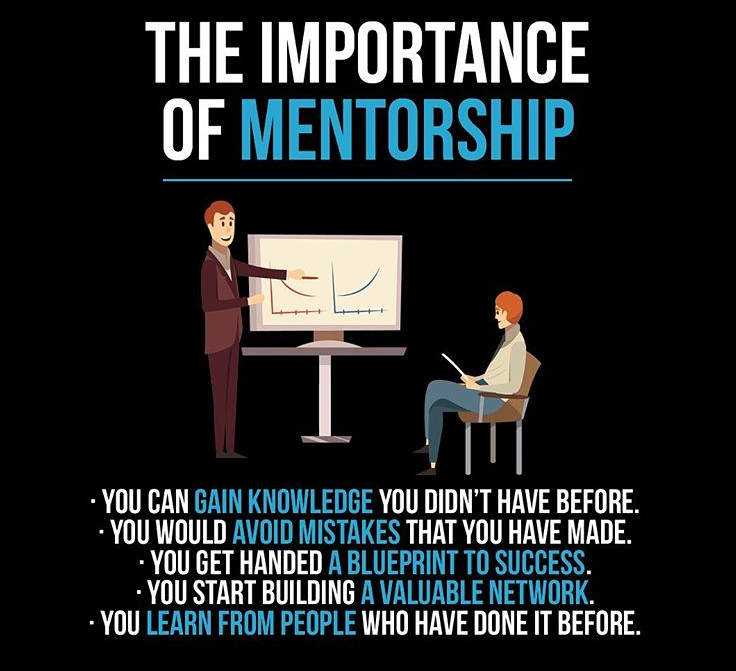 THE IMPORTANCE
OF MENTORSHIP
· YOU CAN GAIN KNOWLEDGE YOU DIDN'T HAVE BEFORE.
· YOU WOULD AVOID MISTAKES THAT YOU HAVE MADE.
· YOU GET HANDED A BLUEPRINT TO SUCCESS.
· YOU START BUILDING A VALUABLE NETWORK.
· YOU LEARN FROM PEOPLE WHO HAVE DONE IT BEFORE.